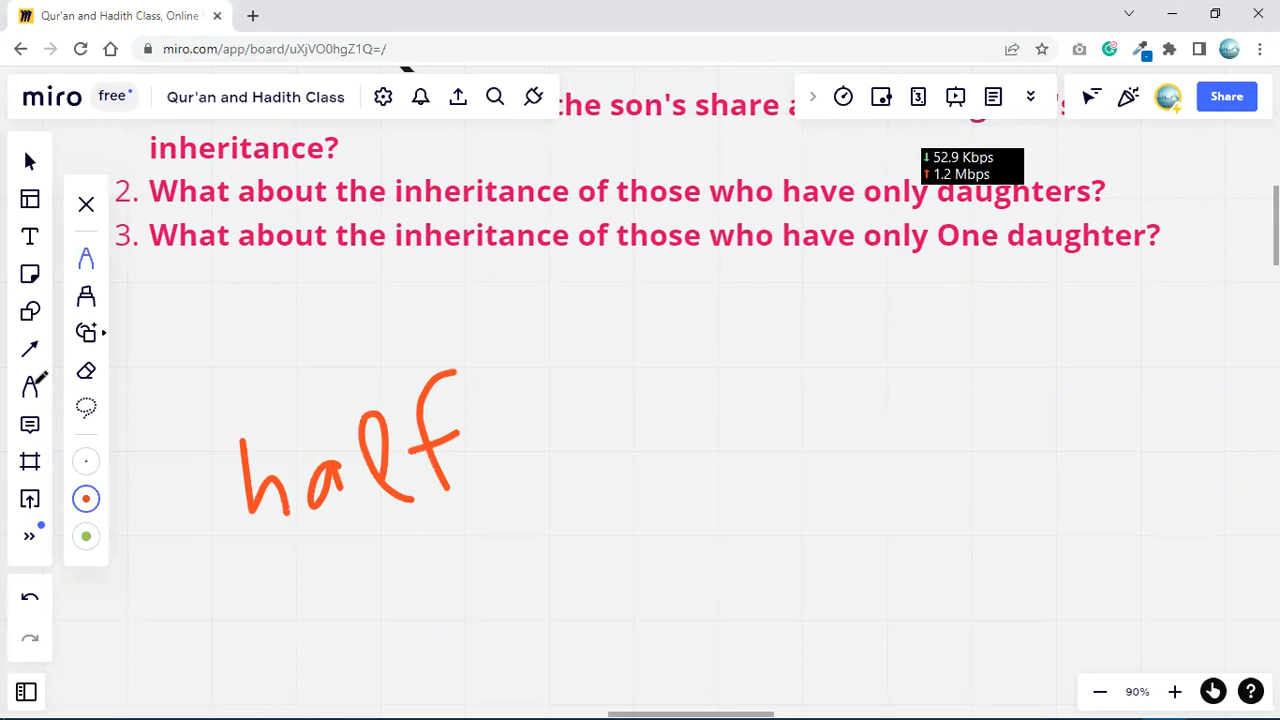 Qur'an and Hadith Class, Online
miro.com/app/board/uXjVO0hgZ1Q=/
miro free Qur'an and Hadith Class Share
the son's share
inheritance?
52.9 Kbps
1.2 Mbps
2. What about the inheritance of those who have only daughters?
3. What about the inheritance of those who have only One daughter?
half
90%